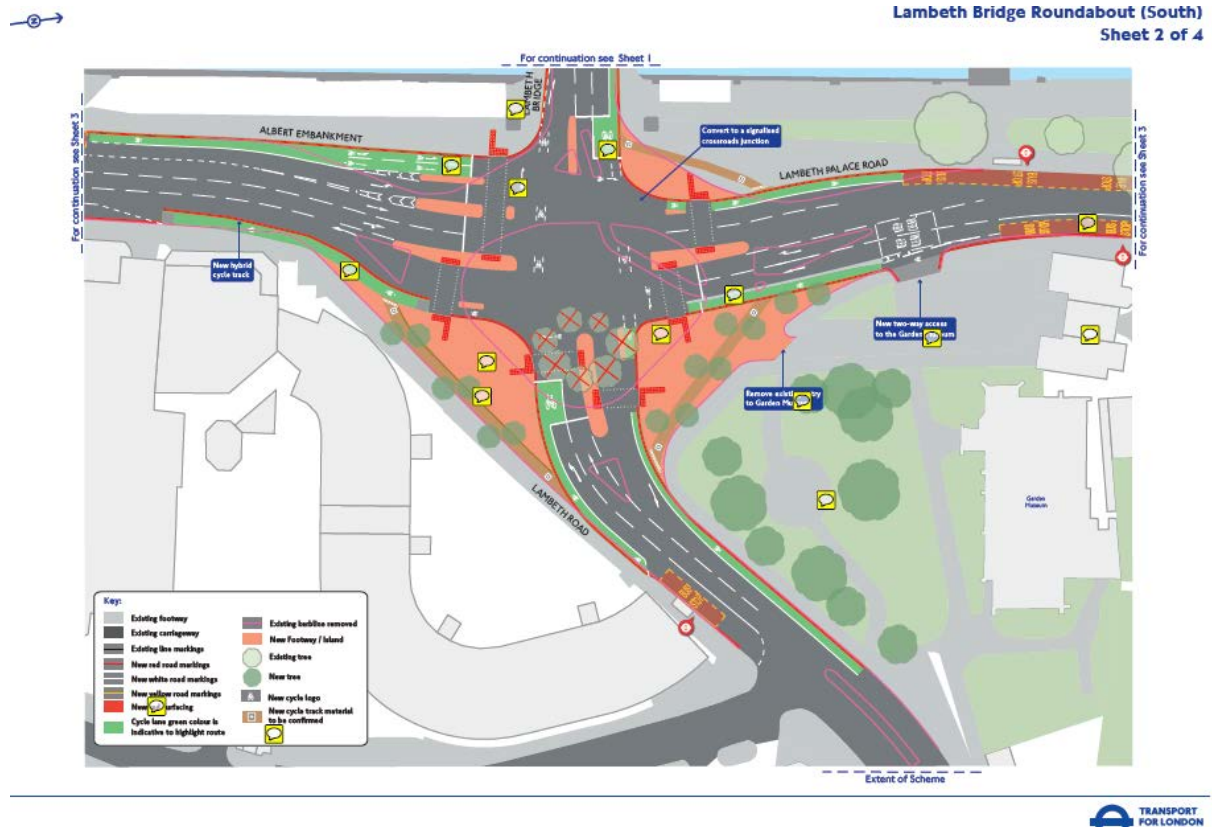 Lambeth Bridge Roundabout (South)
Sheet 2 of 4
N
For continuation see Sheet 1
LAMBETH
BRIDGE
For continuation see Sheet 3
ALBERT EMBANKMENT
Convert to a signalised
crossroads junction
LAMBETH PALACE ROAD
For continuation see Sheet 3
New hybrid
cycle track
New two-way access
to the Garden
Remove
to Garden
LAMBETH ROAD
Garden
Museum
Key:
Existing footway
Existing carriageway
Existing line markings
New red road markings
New white road markings
New yellow road markings
New
Cycle lane green colour is
indicative to highlight route
Existing kerbline removed
New Footway / Island
Existing tree
New tree
New cycle logo
New cycle track material
to be confirmed
Extent of Scheme
TRANSPORT
FOR LONDON